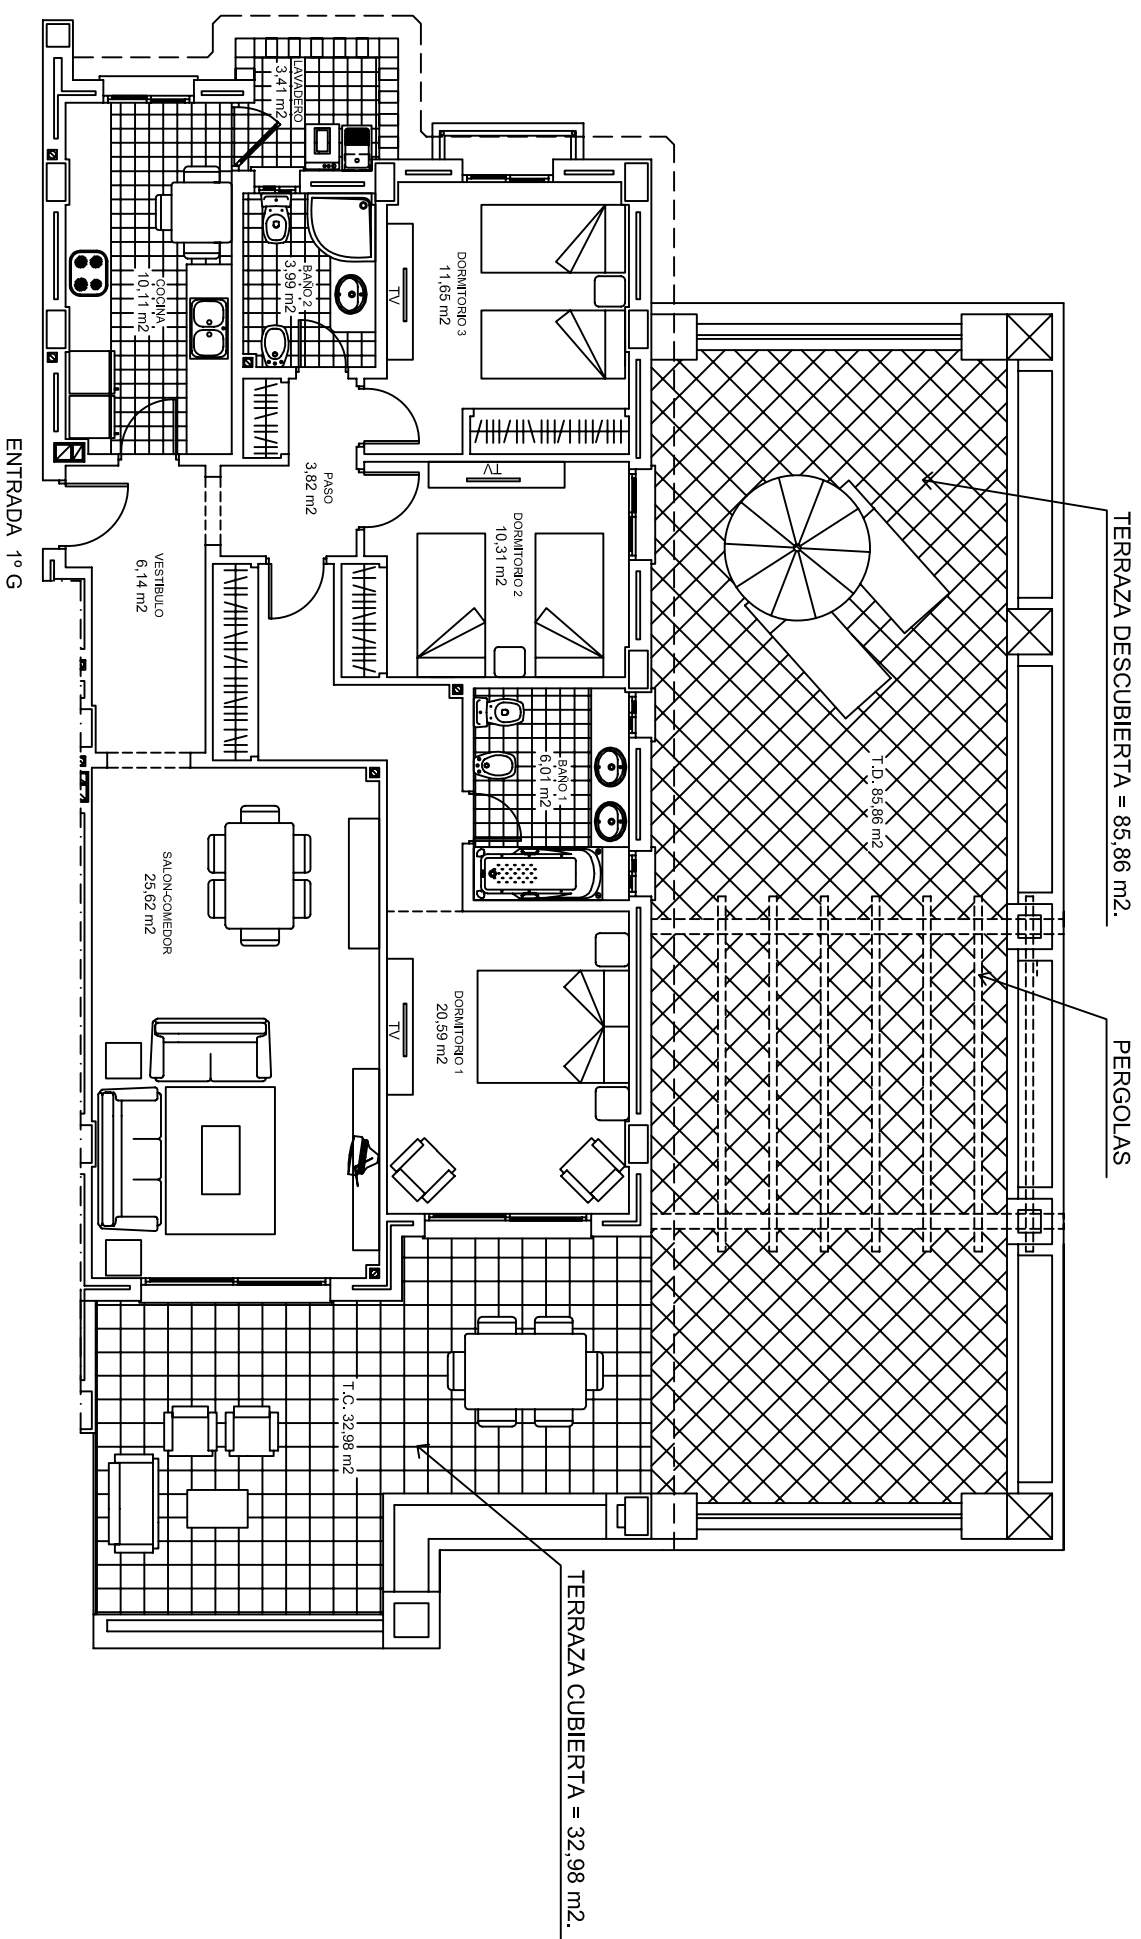 TERRAZA DESCUBIERTA = 85,86 m2.
PERGOLAS
T.D. 85,86 m2
LAVADERO
3,41 m2
DORMITORIO 3
11,65 m2
TV
BAÑO 2
3,99 m2
COCINA
10,11 m2
PASO
3,82 m2
DORMITORIO 2
10,31 m2
TV
VESTIBULO
6,14 m2
BAÑO 1
6,01 m2
SALON-COMEDOR
25,62 m2
DORMITORIO 1
20,59 m2
TV
T.C. 32,98 m2
TERRAZA CUBIERTA = 32,98 m2.
ENTRADA 1º G